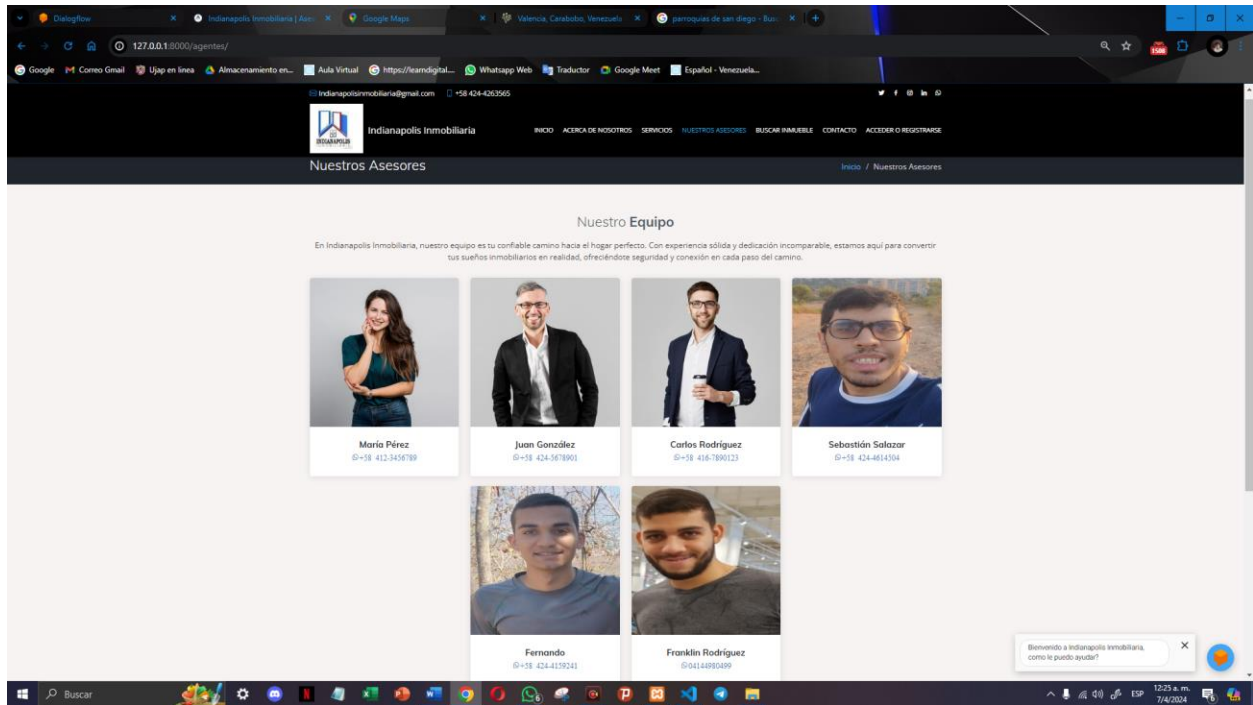 Dialogflow
Indianapolis Inmobiliaria | Ases
Google Maps
Valencia, Carabobo, Venezuela
parroquias de san diego - Busc
127.0.0.1:8000/agentes/
1500
Google
Correo Gmail
Ujap en linea
Almacenamiento en...
Aula Virtual
https://learndigital....
Whatsapp Web
Traductor
Google Meet
Español - Venezuela...
Indianapolisinmobiliaria@gmail.com +58 424-4263565
INDIANAPOLIS
Indianapolis Inmobiliaria
INICIO ACERCA DE NOSOTROS SERVICIOS NUESTROS ASESORES BUSCAR INMUEBLE CONTACTO ACCEDER O REGISTRARSE
Nuestros Asesores
Inicio / Nuestros Asesores
Nuestro Equipo
En Indianapolis Inmobiliaria, nuestro equipo es tu confiable camino hacia el hogar perfecto. Con experiencia sólida y dedicación incomparable, estamos aquí para convertir
tus sueños inmobiliarios en realidad, ofreciéndote seguridad y conexión en cada paso del camino.
María Pérez
+58 412-3456789
Juan González
+58 424-5678901
Carlos Rodríguez
+58 416-7890123
Sebastián Salazar
+58 424-4614504
Fernando
+58 424-4159241
Franklin Rodríguez
04144980499
Bienvenido a Indianapolis Inmobiliaria,
como le puedo ayudar?
Buscar
ESP
12:25 a. m.
7/4/2024